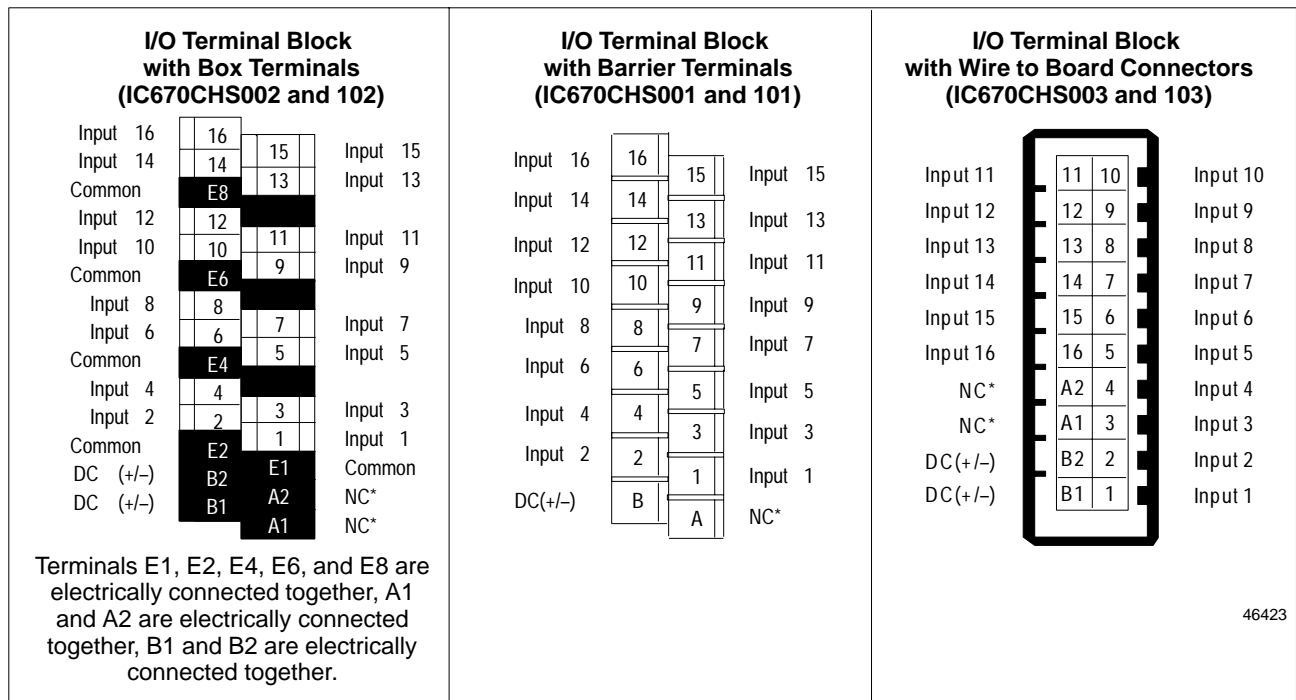 I/O Terminal Block
with Box Terminals
(IC670CHS002 and 102)
Input 16 16
15 Input 15
Input 14 14
13 Input 13
Common E8
Input 12 12
11 Input 11
Input 10 10
9 Input 9
Common E6
Input 8 8
7 Input 7
Input 6 6
5 Input 5
Common E4
Input 4 4
3 Input 3
Input 2 2
1 Input 1
Common E2
E1 Common
DC (+/–) B2
A2 NC*
DC (+/–) B1
A1 NC*
Terminals E1, E2, E4, E6, and E8 are
electrically connected together, A1
and A2 are electrically connected
together, B1 and B2 are electrically
connected together.
I/O Terminal Block
with Barrier Terminals
(IC670CHS001 and 101)
Input 16 16
15 Input 15
Input 14 14
13 Input 13
Input 12 12
11 Input 11
Input 10 10
9 Input 9
Input 8 8
7 Input 7
Input 6 6
5 Input 5
Input 4 4
3 Input 3
Input 2 2
1 Input 1
DC(+/–) B
A NC*
I/O Terminal Block
with Wire to Board Connectors
(IC670CHS003 and 103)
Input 11 11 10 Input 10
Input 12 12 9 Input 9
Input 13 13 8 Input 8
Input 14 14 7 Input 7
Input 15 15 6 Input 6
Input 16 16 5 Input 5
NC* A2 4 Input 4
NC* A1 3 Input 3
DC(+/–) B2 2 Input 2
DC(+/–) B1 1 Input 1
46423